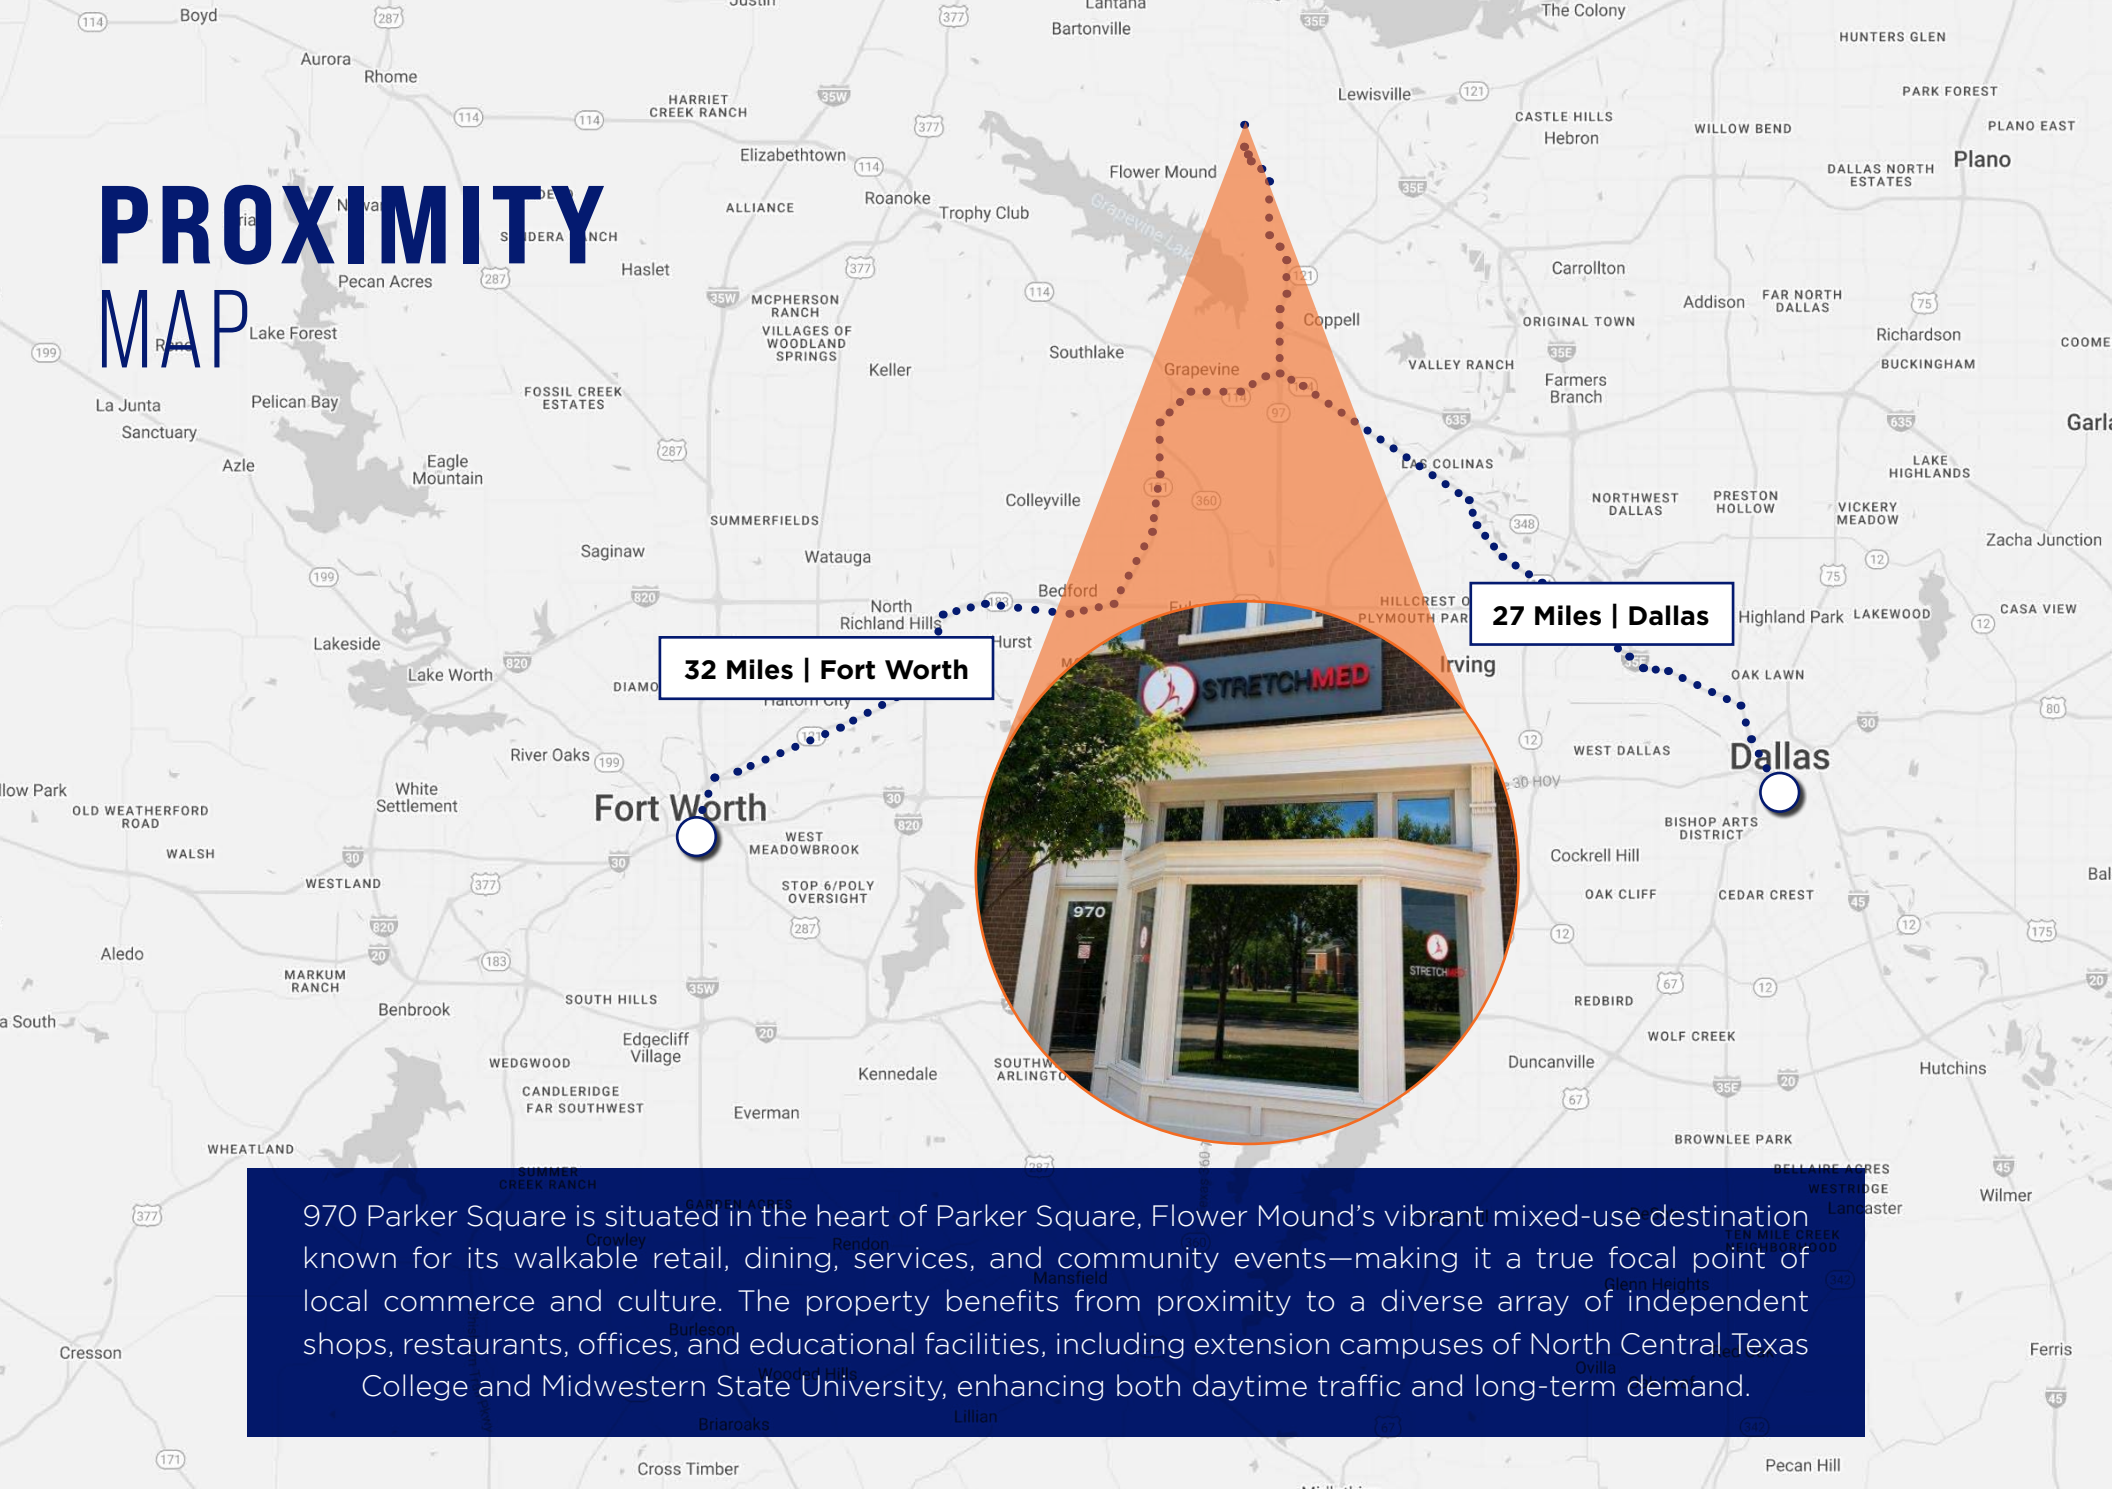 PROXIMITY
MAP
Boyd
Justin
Lantana
Bartonville
The Colony
HUNTERS GLEN
Aurora
Rhome
HARRIET
CREEK RANCH
Lewisville
PARK FOREST
CASTLE HILLS
Hebron
WILLOW BEND
PLANO EAST
Plano
Elizabethtown
Flower Mound
DALLAS NORTH
ESTATES
Roanoke
ALLIANCE
Trophy Club
Grapevine Lake
Haslet
Pecan Acres
Carrollton
MCPHERSON
RANCH
Addison
FAR NORTH
DALLAS
VILLAGES OF
WOODLAND
SPRINGS
Coppell
ORIGINAL TOWN
Richardson
Lake Forest
Southlake
BUCKINGHAM
VALLEY RANCH
Keller
Grapevine
Farmers
Branch
FOSSIL CREEK
ESTATES
La Junta
Pelican Bay
Sanctuary
Azle
Eagle
Mountain
LAS COLINAS
LAKE
HIGHLANDS
Colleyville
NORTHWEST
DALLAS
PRESTON
HOLLOW
VICKERY
MEADOW
SUMMERFIELDS
Saginaw
Watauga
Zacha Junction
Bedford
North
Richland Hills
Hurst
27 Miles | Dallas
Highland Park
LAKEWOOD
CASA VIEW
Lakeside
32 Miles | Fort Worth
Lake Worth
Irving
OAK LAWN
Haltom City
STRETCHMED
River Oaks
WEST DALLAS
Dallas
30 HOV
White
Settlement
Fort Worth
OLD WEATHERFORD
ROAD
WALSH
WEST
MEADOWBROOK
BISHOP ARTS
DISTRICT
Cockrell Hill
WESTLAND
STOP 6/POLY
OVERSIGHT
OAK CLIFF
CEDAR CREST
970
STRETCHMED
Aledo
MARKUM
RANCH
Benbrook
SOUTH HILLS
REDBIRD
WOLF CREEK
Edgecliff
Village
WEDGWOOD
Kennedale
Duncanville
Hutchins
CANDLERIDGE
FAR SOUTHWEST
Everman
BROWNLEE PARK
WHEATLAND
Wilmer
Lancaster
970 Parker Square is situated in the heart of Parker Square, Flower Mound’s vibrant mixed-use destination
known for its walkable retail, dining, services, and community events—making it a true focal point of
local commerce and culture. The property benefits from proximity to a diverse array of independent
shops, restaurants, offices, and educational facilities, including extension campuses of North Central Texas
College and Midwestern State University, enhancing both daytime traffic and long-term demand.
Cresson
Ferris
Cross Timber
Pecan Hill